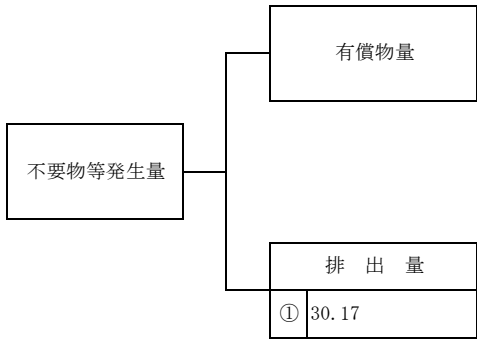 有償物量
不要物等発生量
排 出 量
① 30.17